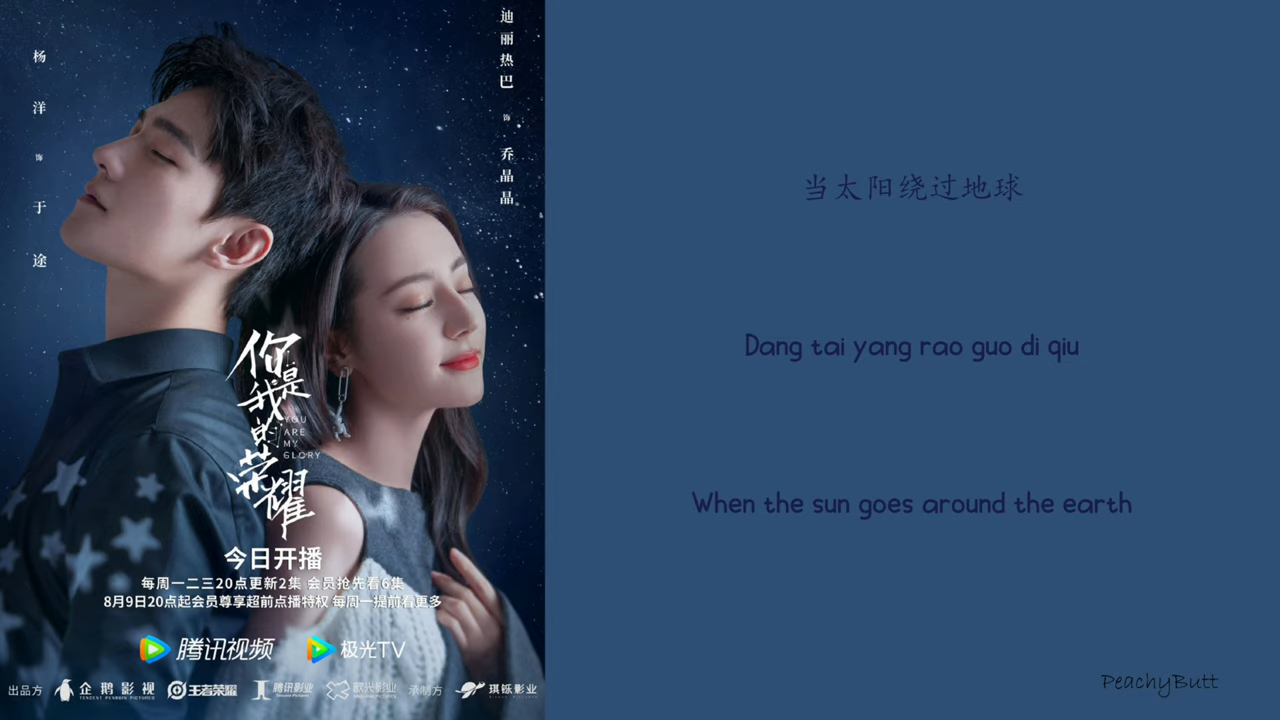 杨洋 饰 于途
迪丽热巴 饰 乔晶晶
你是我的荣耀
YOU
ARE
MY
GLORY
今日开播
每周一二三20点更新2集 会员抢先看6集
8月9日20点起会员尊享超前点播特权 每周一提前看更多
腾讯视频 极光TV
出品方 企鹅影视 王者荣耀 腾讯影业 承制方 琪铄影业
TENCENT PENGUIN PICTURES
当太阳绕过地球
Dang tai yang rao guo di qiu
When the sun goes around the earth
PeachyButt